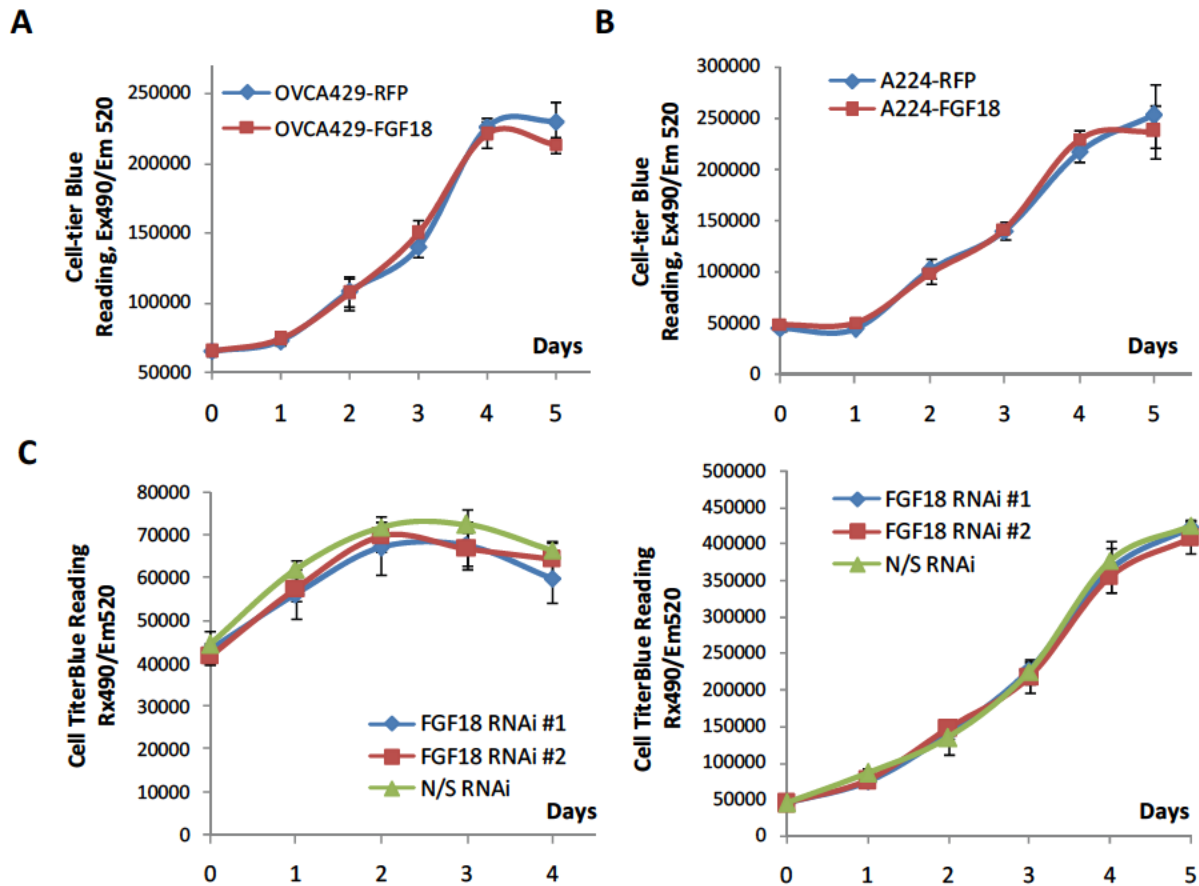 A
Cell-tier Blue
Reading, Ex490/Em 520
250000
200000
150000
100000
50000
OVCA429-RFP
OVCA429-FGF18
Days
0 1 2 3 4 5
B
Cell-tier Blue
Reading, Ex490/Em 520
300000
250000
200000
150000
100000
50000
0
A224-RFP
A224-FGF18
Days
0 1 2 3 4 5
C
Cell TiterBlue Reading
Rx490/Em520
80000
70000
60000
50000
40000
30000
20000
10000
0
FGF18 RNAi #1
FGF18 RNAi #2
N/S RNAi
Days
0 1 2 3 4
Cell TiterBlue Reading
Rx490/Em520
500000
450000
400000
350000
300000
250000
200000
150000
100000
50000
0
FGF18 RNAi #1
FGF18 RNAi #2
N/S RNAi
Days
0 1 2 3 4 5